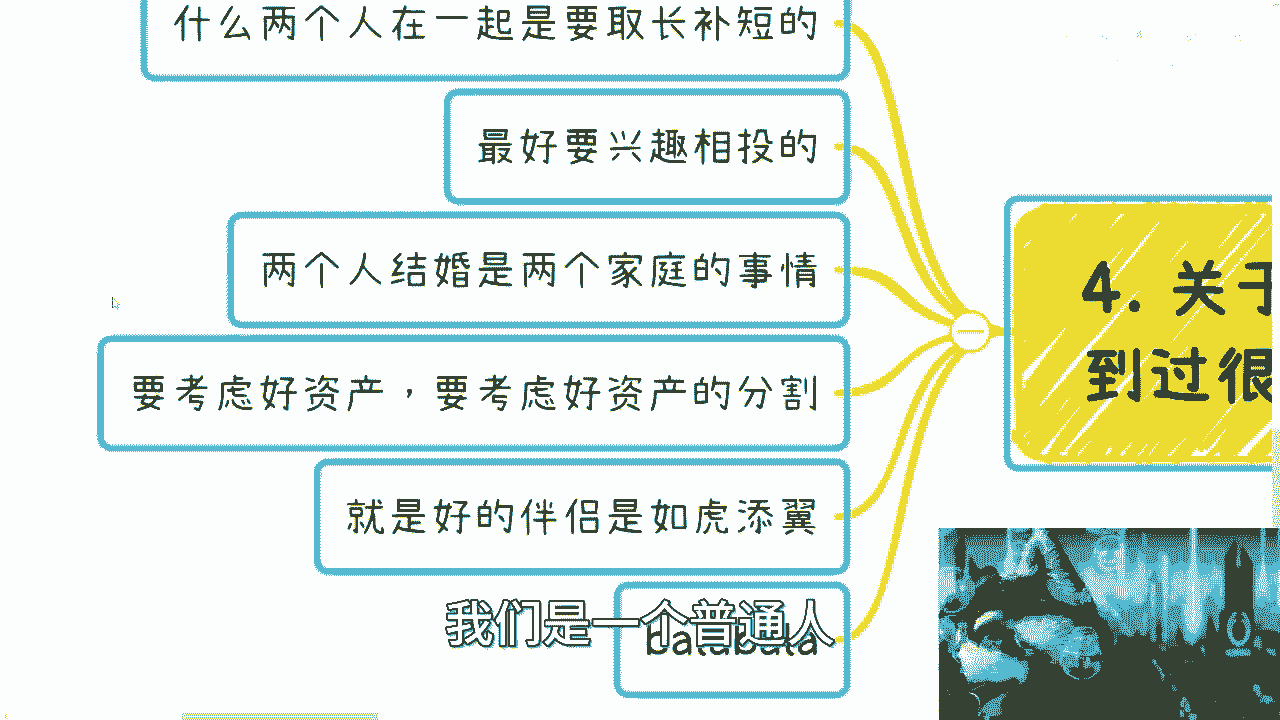 什么两个人在一起是要取长补短的
最好要兴趣相投的
两个人结婚是两个家庭的事情
要考虑好资产，要考虑好资产的分割
就是好的伴侣是如虎添翼
balabala
我们是一个普通人
4. 关于
到过很